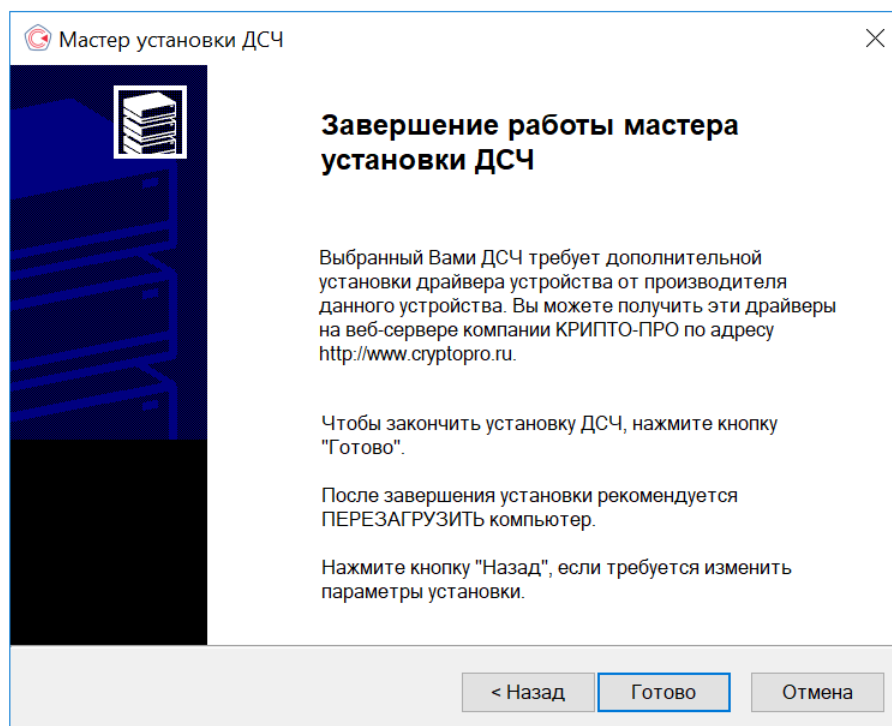 Мастер установки ДСЧ
Завершение работы мастера
установки ДСЧ
Выбранный Вами ДСЧ требует дополнительной
установки драйвера устройства от производителя
данного устройства. Вы можете получить эти драйверы
на веб-сервере компании КРИПТО-ПРО по адресу
http://www.cryptopro.ru.
Чтобы закончить установку ДСЧ, нажмите кнопку
"Готово".
После завершения установки рекомендуется
ПЕРЕЗАГРУЗИТЬ компьютер.
Нажмите кнопку "Назад", если требуется изменить
параметры установки.
< Назад Готово Отмена